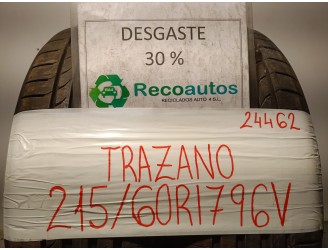 DESGASTE
30 %
Recoautos
RECICLADOS AUTO 4 S.L.
24462
TRAZANO
215/60R1796V